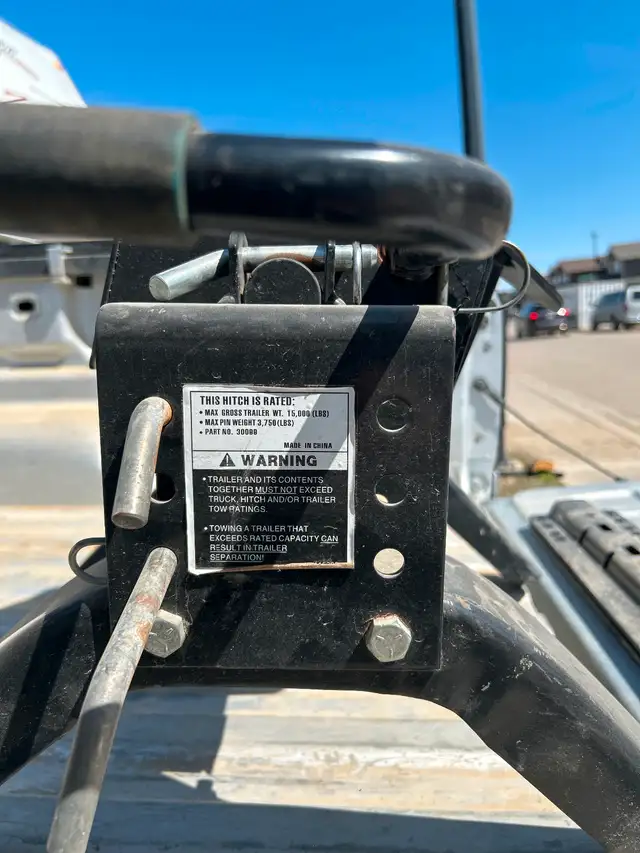 THIS HITCH IS RATED:
• MAX GROSS TRAILER WT. 15,000 (LBS)
• MAX PIN WEIGHT 3,750 (LBS)
• PART NO. 30088
MADE IN CHINA
WARNING
• TRAILER AND ITS CONTENTS
TOGETHER MUST NOT EXCEED
TRUCK, HITCH AND/OR TRAILER
TOW RATINGS.
• TOWING A TRAILER THAT
EXCEEDS RATED CAPACITY CAN
RESULT IN TRAILER
SEPARATION!